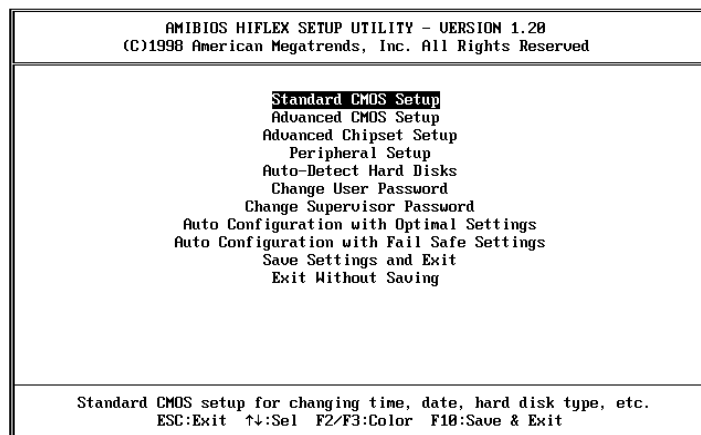 AMIBIOS HIFLEX SETUP UTILITY - VERSION 1.20
(C)1998 American Megatrends, Inc. All Rights Reserved
Standard CMOS Setup
Advanced CMOS Setup
Advanced Chipset Setup
Peripheral Setup
Auto-Detect Hard Disks
Change User Password
Change Supervisor Password
Auto Configuration with Optimal Settings
Auto Configuration with Fail Safe Settings
Save Settings and Exit
Exit Without Saving
Standard CMOS setup for changing time, date, hard disk type, etc.
ESC:Exit ↑↓:Sel F2/F3:Color F10:Save & Exit